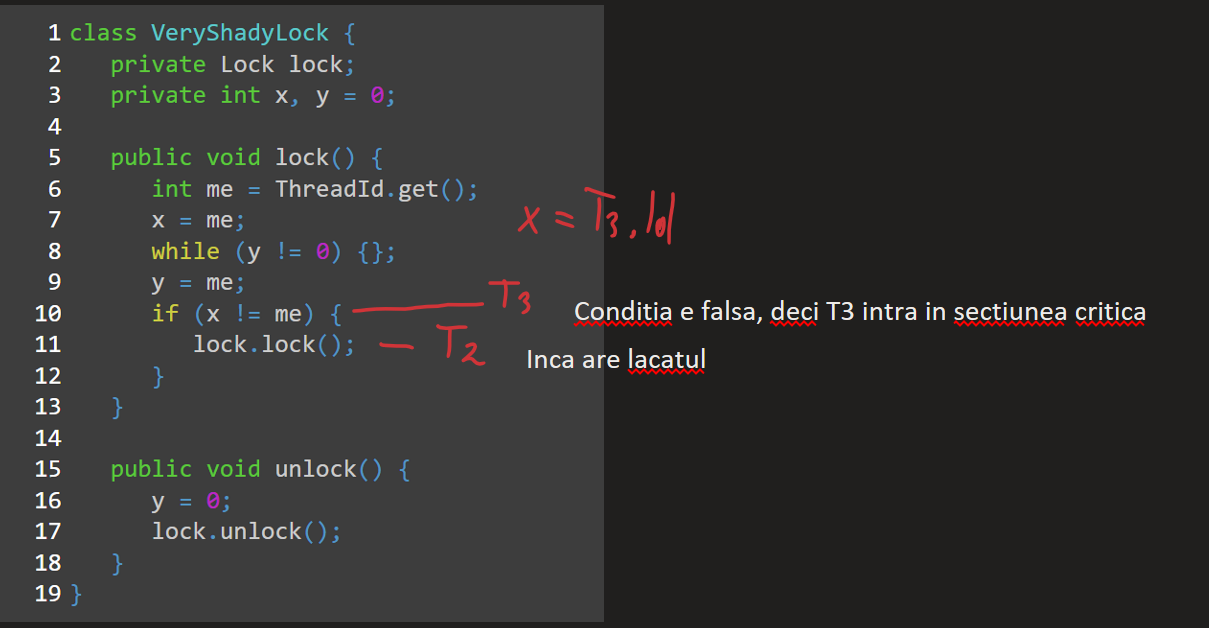 1 class VeryShadyLock {
2 private Lock lock;
3 private int x, y = 0;
4
5 public void lock() {
6 int me = ThreadId.get();
7 x = me;
x = T3, lol
8 while (y != 0) {};
9 y = me;
10 if (x != me) { T3 Conditia e falsa, deci T3 intra in sectiunea critica
11 lock.lock(); - T2 Inca are lacatul
12 }
13 }
14
15 public void unlock() {
16 y = 0;
17 lock.unlock();
18 }
19 }